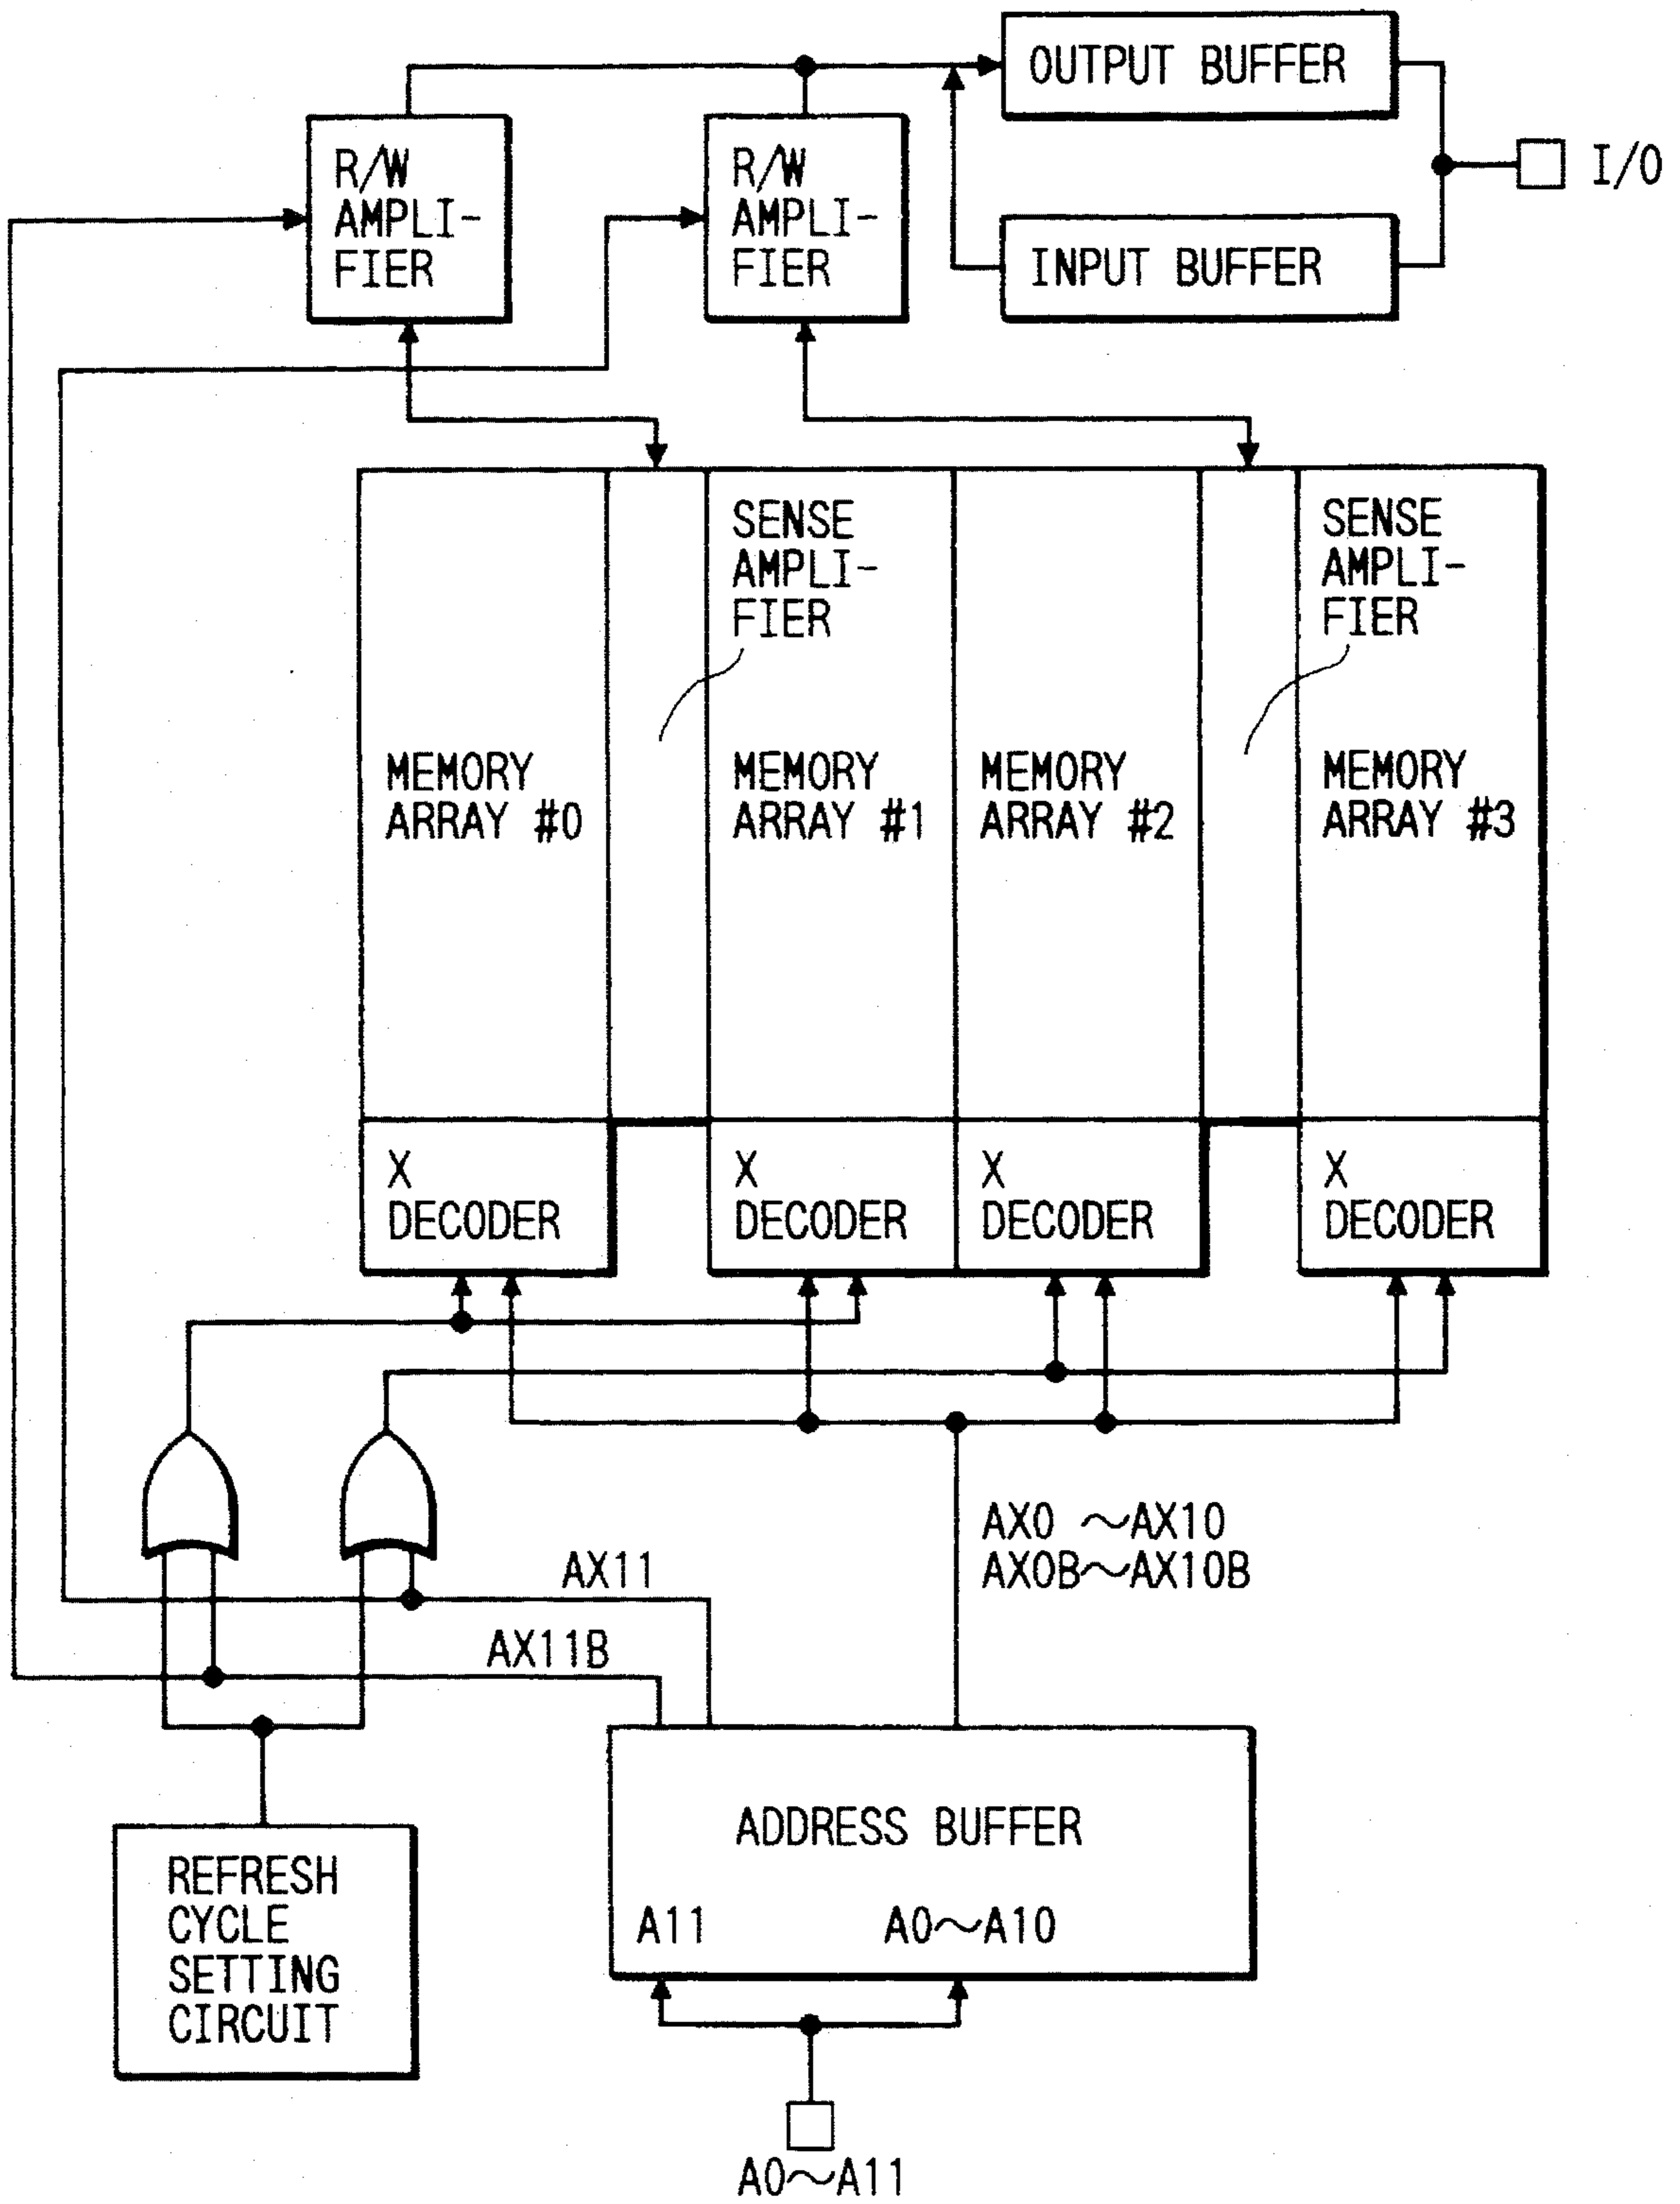 OUTPUT BUFFER
R/W
AMPLI-
FIER
R/W
AMPLI-
FIER
I/O
INPUT BUFFER
SENSE
AMPLI-
FIER
SENSE
AMPLI-
FIER
MEMORY
ARRAY #0
MEMORY
ARRAY #1
MEMORY
ARRAY #2
MEMORY
ARRAY #3
X
DECODER
X
DECODER
X
DECODER
X
DECODER
AX0 ~AX10
AX0B~AX10B
AX11
AX11B
ADDRESS BUFFER
A11
A0~A10
REFRESH
CYCLE
SETTING
CIRCUIT
A0~A11